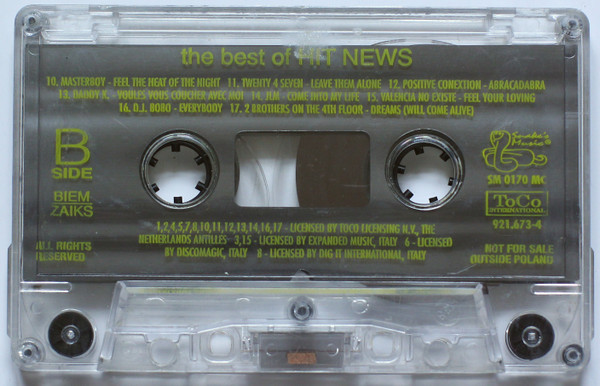 the best of HIT NEWS
10. MASTERBOY - FEEL THE HEAT OF THE NIGHT 11. TWENTY 4 SEVEN - LEAVE THEM ALONE 12. POSITIVE CONEXTION - ABRACADABRA
13. DADDY K. - VOULES VOUS COUCHER AVEC MOI 14. JLM - COME INTO MY LIFE 15. VALENCIA NO EXISTE - FEEL YOUR LOVING
16. D.J. BOBO - EVERYBODY 17. 2 BROTHERS ON THE 4TH FLOOR - DREAMS (WILL COME ALIVE)
B
SIDE
BIEM
ZAIKS
Snake's
Music
SM 0170 MC
ToCo
INTERNATIONAL
921.673-4
1,2,4,5,7,8,10,11,12,13,14,16,17 - LICENSED BY TOCO LICENSING N.V., THE
NETHERLANDS ANTILLES 3,15 - LICENSED BY EXPANDED MUSIC, ITALY 6 - LICENSED
BY DISCOMAGIC, ITALY 8 - LICENSED BY DIG IT INTERNATIONAL, ITALY
ALL RIGHTS
RESERVED
NOT FOR SALE
OUTSIDE POLAND